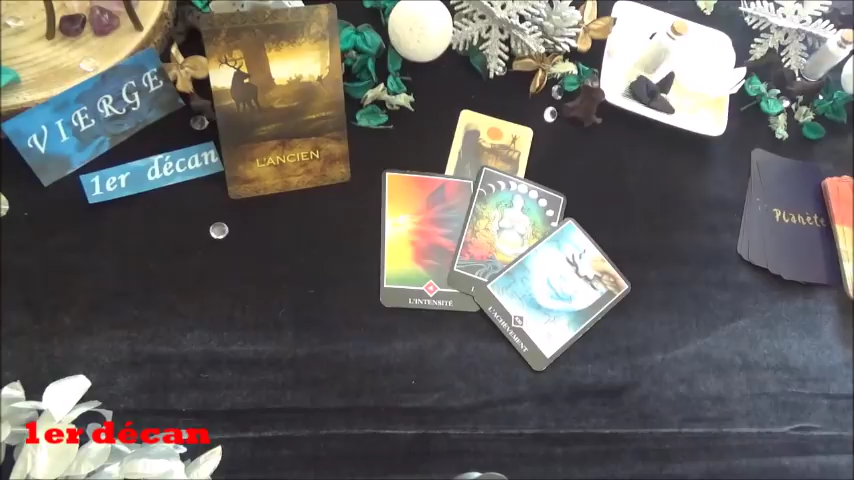 VIERGE
1er décan
L'ANCIEN
L'INTENSITÉ
L'ACHÈVEMENT
Planète
1er décan